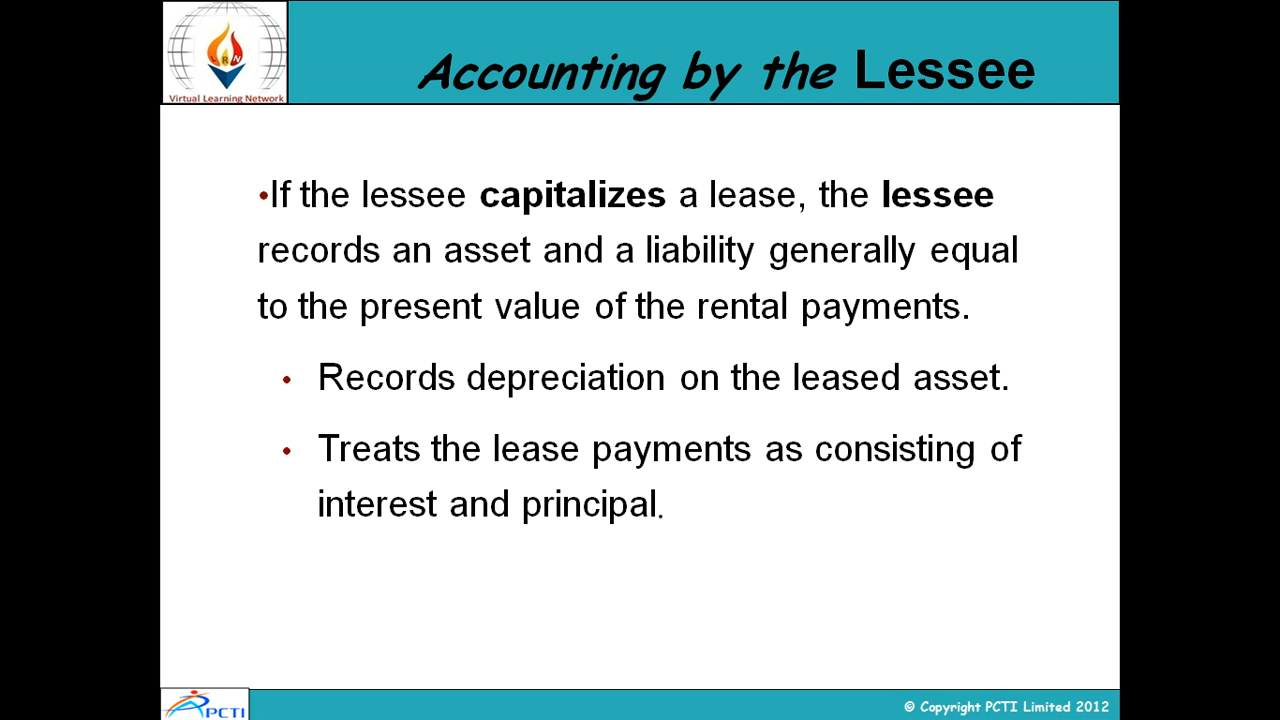 Accounting by the Lessee
Virtual Learning Network
•If the lessee capitalizes a lease, the lessee
records an asset and a liability generally equal
to the present value of the rental payments.
• Records depreciation on the leased asset.
• Treats the lease payments as consisting of
interest and principal.
PCTI
© Copyright PCTI Limited 2012